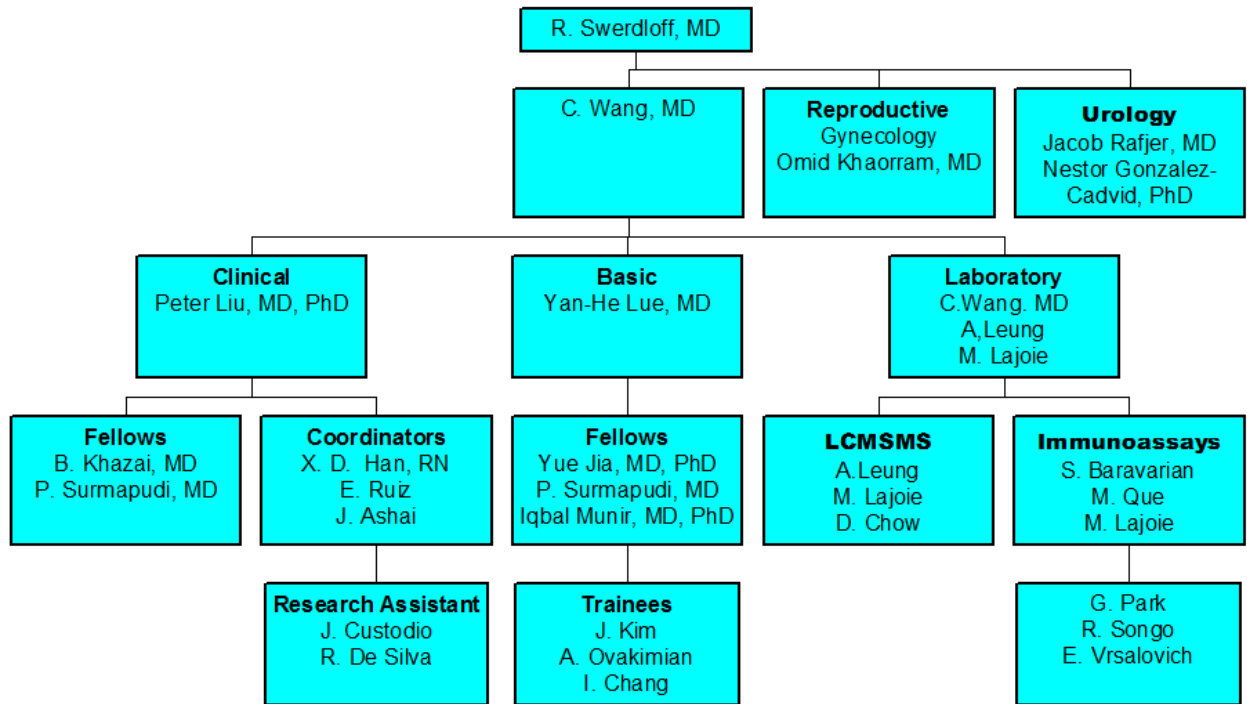 R. Swerdloff, MD
C. Wang, MD
Reproductive
Gynecology
Omid Khaorram, MD
Urology
Jacob Rafjer, MD
Nestor Gonzalez-
Cadvid, PhD
Clinical
Peter Liu, MD, PhD
Basic
Yan-He Lue, MD
Laboratory
C.Wang. MD
A,Leung
M. Lajoie
Fellows
B. Khazai, MD
P. Surmapudi, MD
Coordinators
X. D. Han, RN
E. Ruiz
J. Ashai
Fellows
Yue Jia, MD, PhD
P. Surmapudi, MD
Iqbal Munir, MD, PhD
LCMSMS
A.Leung
M. Lajoie
D. Chow
Immunoassays
S. Baravarian
M. Que
M. Lajoie
Research Assistant
J. Custodio
R. De Silva
Trainees
J. Kim
A. Ovakimian
I. Chang
G. Park
R. Songo
E. Vrsalovich